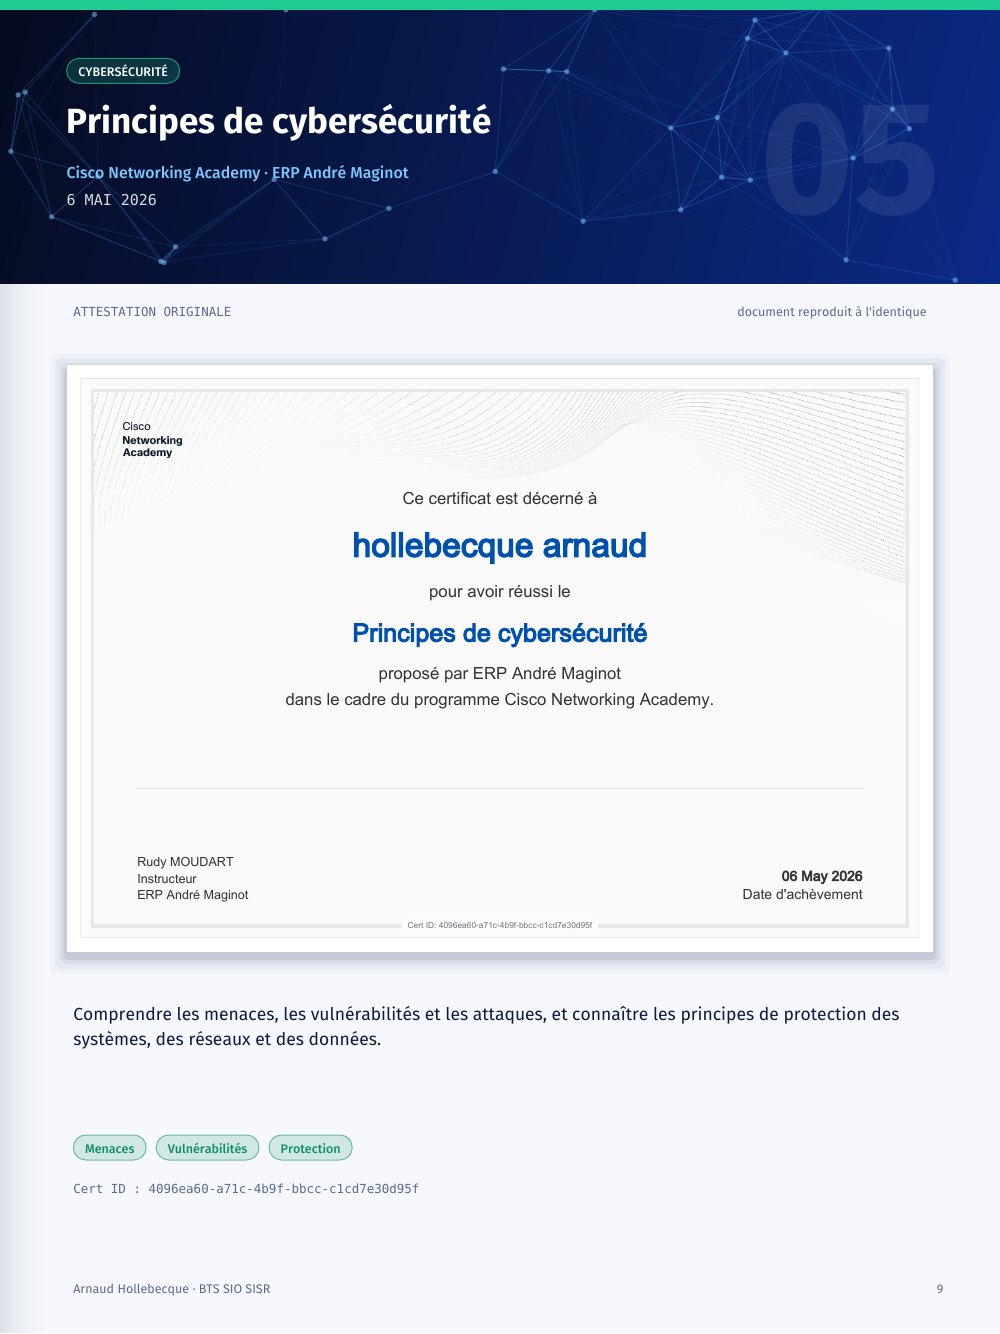 CYBERSÉCURITÉ
Principes de cybersécurité
05
Cisco Networking Academy · ERP André Maginot
6 MAI 2026
ATTESTATION ORIGINALE
document reproduit à l'identique
Cisco
Networking
Academy
Ce certificat est décerné à
hollebecque arnaud
pour avoir réussi le
Principes de cybersécurité
proposé par ERP André Maginot
dans le cadre du programme Cisco Networking Academy.
Rudy MOUDART
Instructeur
ERP André Maginot
06 May 2026
Date d'achèvement
Cert ID: 4096ea60-a71c-4b9f-bbcc-c1cd7e30d95f
Comprendre les menaces, les vulnérabilités et les attaques, et connaître les principes de protection des
systèmes, des réseaux et des données.
Menaces
Vulnérabilités
Protection
Cert ID : 4096ea60-a71c-4b9f-bbcc-c1cd7e30d95f
Arnaud Hollebecque · BTS SIO SISR
9